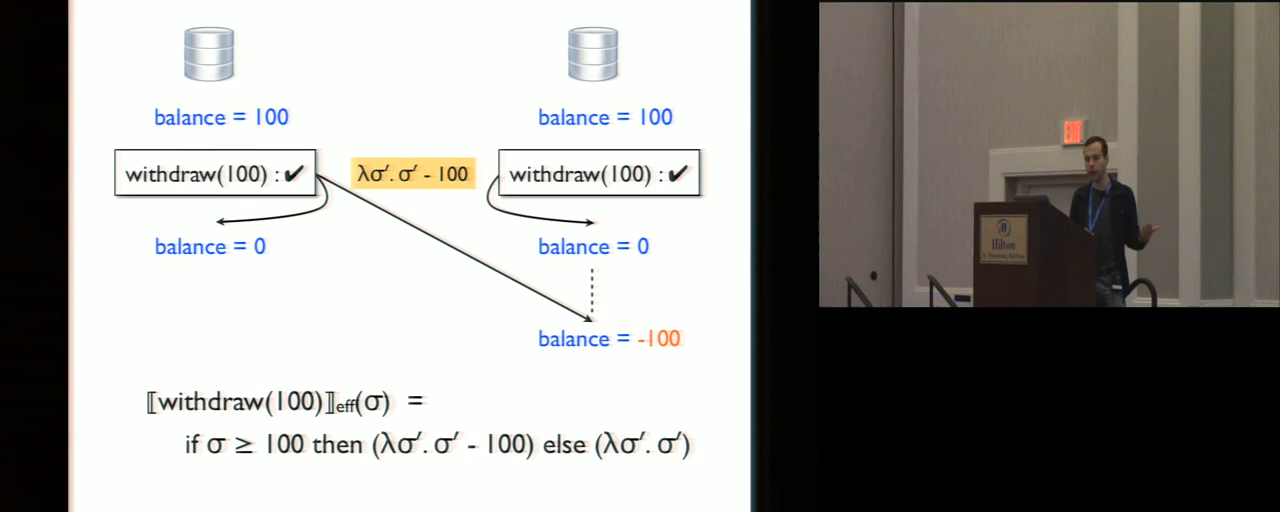 balance = 100 balance = 100
withdraw(100) : ✔ λσ′. σ′ - 100 withdraw(100) : ✔
balance = 0 balance = 0
balance = -100
⟦withdraw(100)⟧eff(σ) =
if σ ≥ 100 then (λσ′. σ′ - 100) else (λσ′. σ′)
Hilton